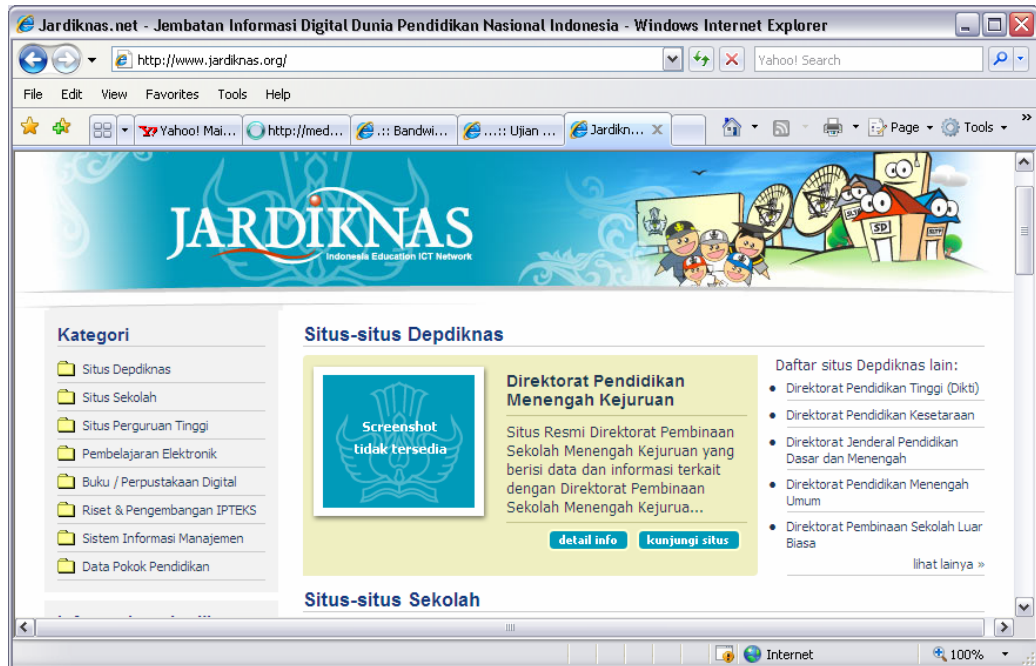 Jardiknas.net - Jembatan Informasi Digital Dunia Pendidikan Nasional Indonesia - Windows Internet Explorer
http://www.jardiknas.org/
Yahoo! Search
File Edit View Favorites Tools Help
Yahoo! Mai... http://med... .:: Bandwi... ...:: Ujian ... Jardikn... Page Tools »
JARDIKNAS
Indonesia Education ICT Network
SD
SLTP
Kategori
Situs Depdiknas
Situs Sekolah
Situs Perguruan Tinggi
Pembelajaran Elektronik
Buku / Perpustakaan Digital
Riset & Pengembangan IPTEKS
Sistem Informasi Manajemen
Data Pokok Pendidikan
Situs-situs Depdiknas
Screenshot
tidak tersedia
Direktorat Pendidikan
Menengah Kejuruan
Situs Resmi Direktorat Pembinaan
Sekolah Menengah Kejuruan yang
berisi data dan informasi terkait
dengan Direktorat Pembinaan
Sekolah Menengah Kejurua...
detail info kunjungi situs
Daftar situs Depdiknas lain:
Direktorat Pendidikan Tinggi (Dikti)
Direktorat Pendidikan Kesetaraan
Direktorat Jenderal Pendidikan
Dasar dan Menengah
Direktorat Pendidikan Menengah
Umum
Direktorat Pembinaan Sekolah Luar
Biasa
lihat lainya »
Situs-situs Sekolah
Internet 100%